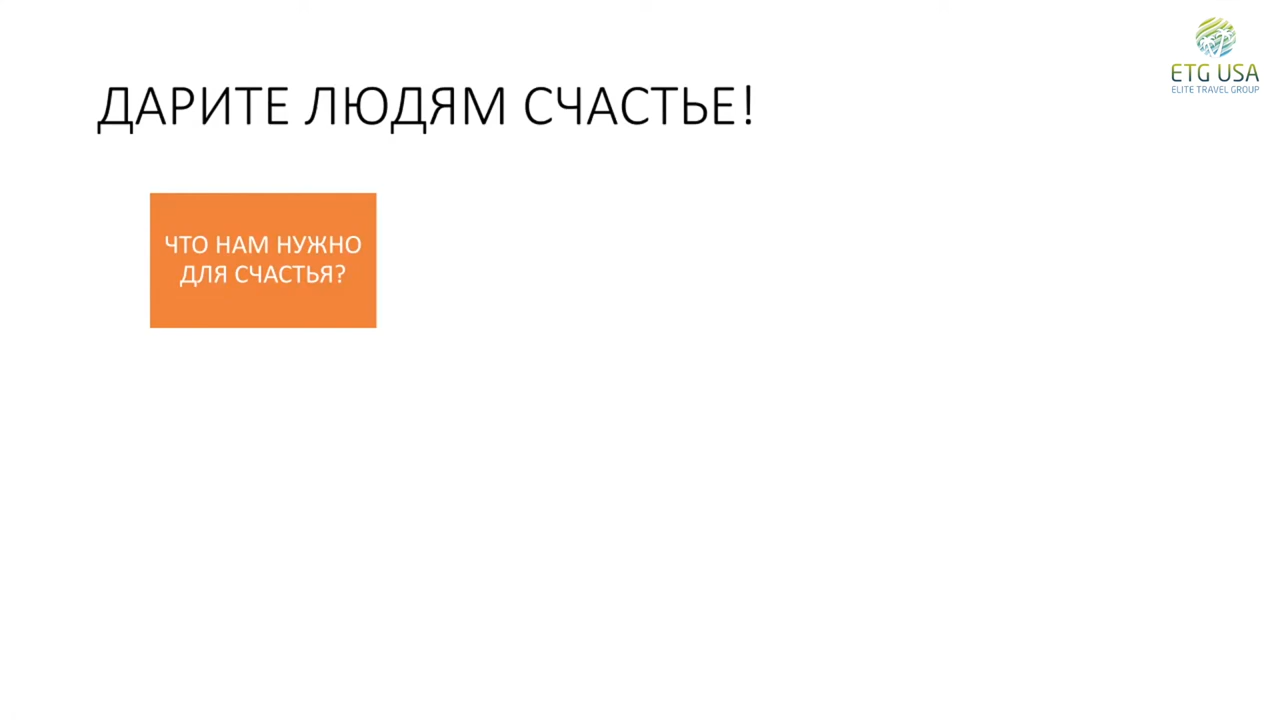 ETG USA
ELITE TRAVEL GROUP
ДАРИТЕ ЛЮДЯМ СЧАСТЬЕ!
ЧТО НАМ НУЖНО
ДЛЯ СЧАСТЬЯ?